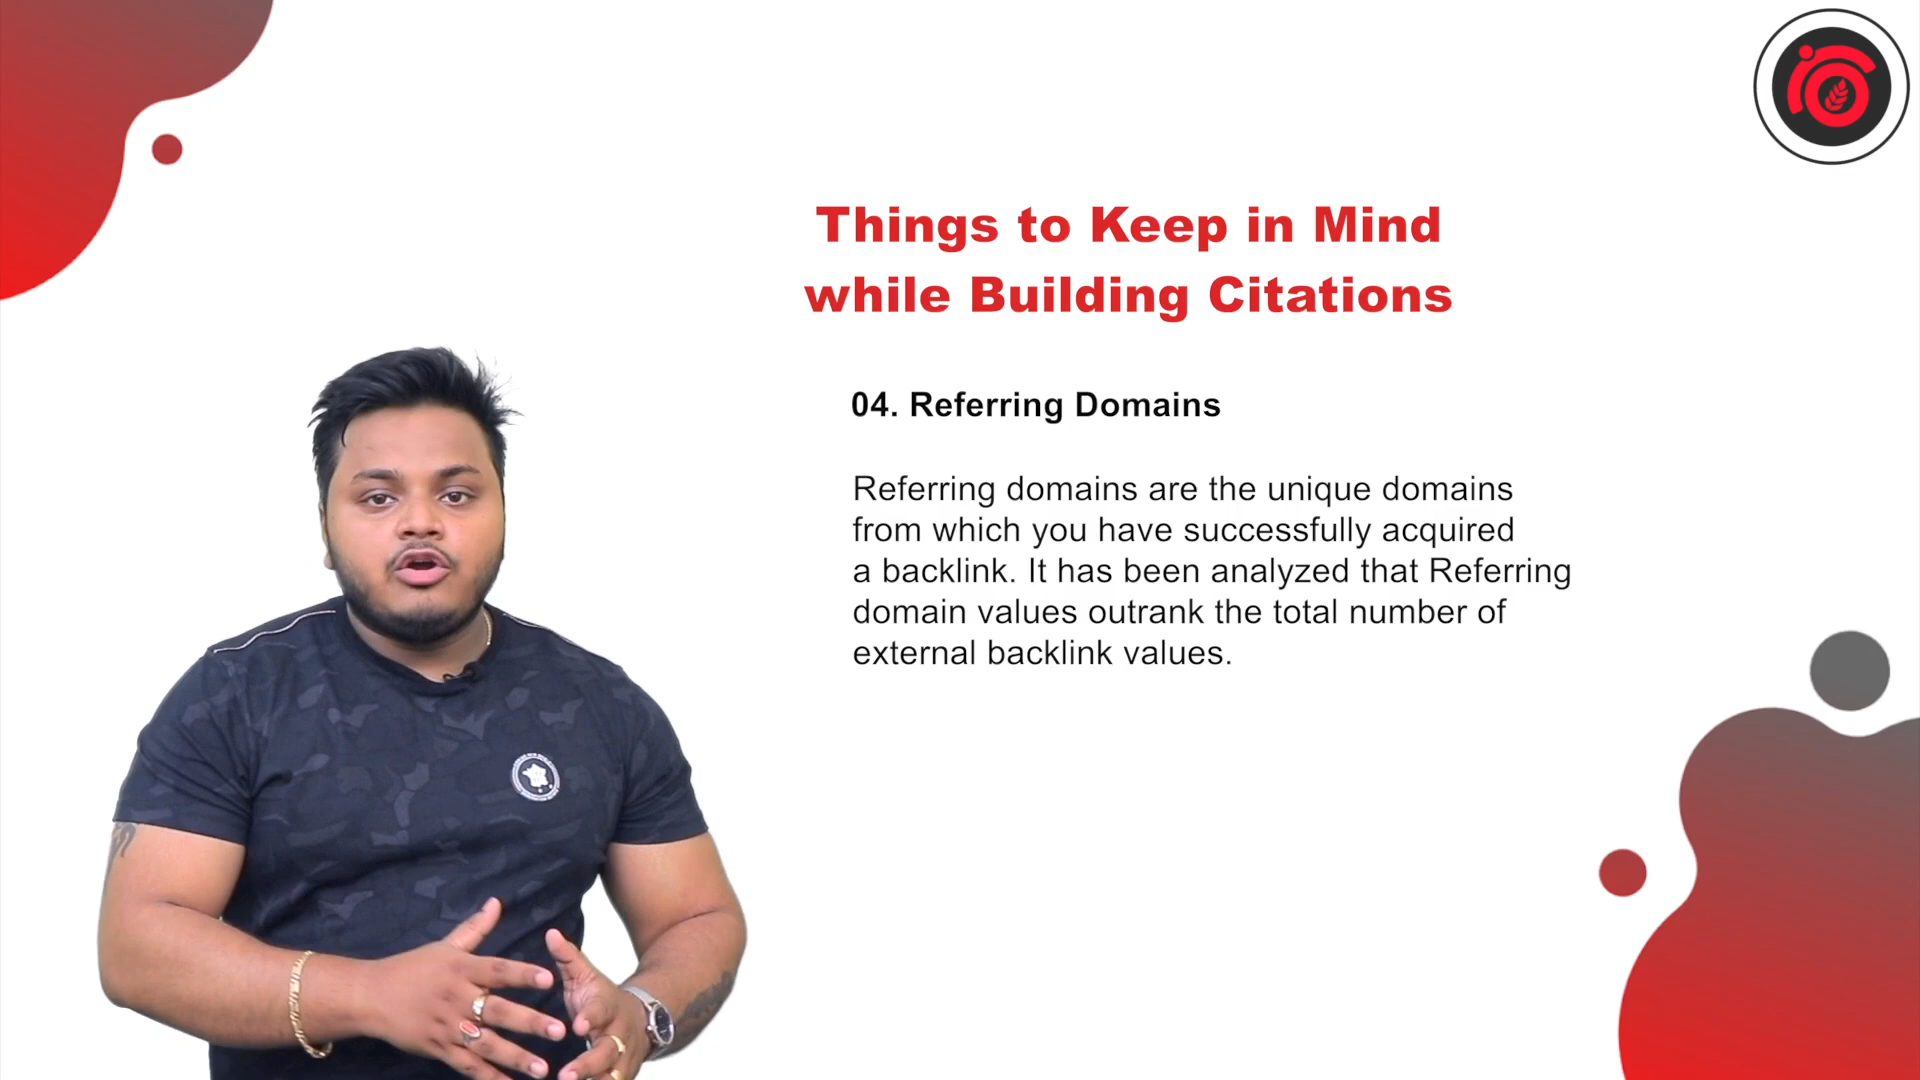 Things to Keep in Mind
while Building Citations
04. Referring Domains
Referring domains are the unique domains
from which you have successfully acquired
a backlink. It has been analyzed that Referring
domain values outrank the total number of
external backlink values.